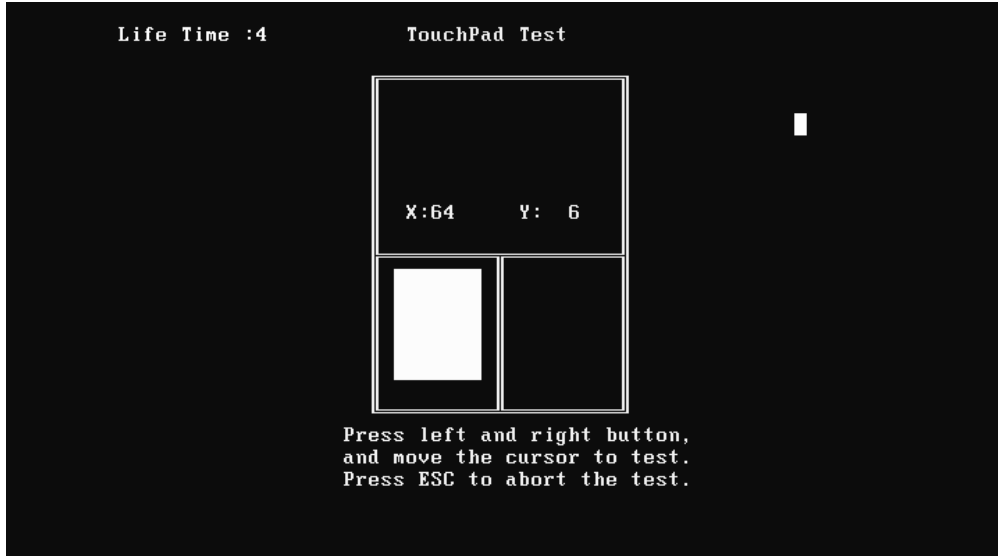 Life Time :4 TouchPad Test
X:64 Y: 6
Press left and right button,
and move the cursor to test.
Press ESC to abort the test.